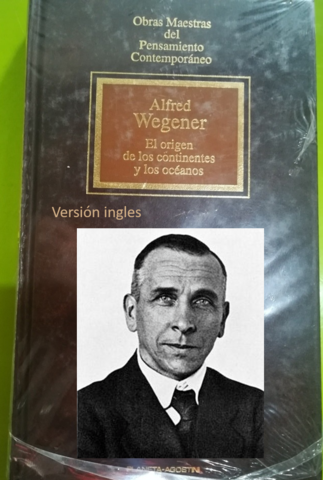 Obras Maestras
del
Pensamiento
Contemporáneo
Alfred
Wegener
El origen
de los continentes
y los océanos
Versión ingles
PLANETA-AGOSTINI